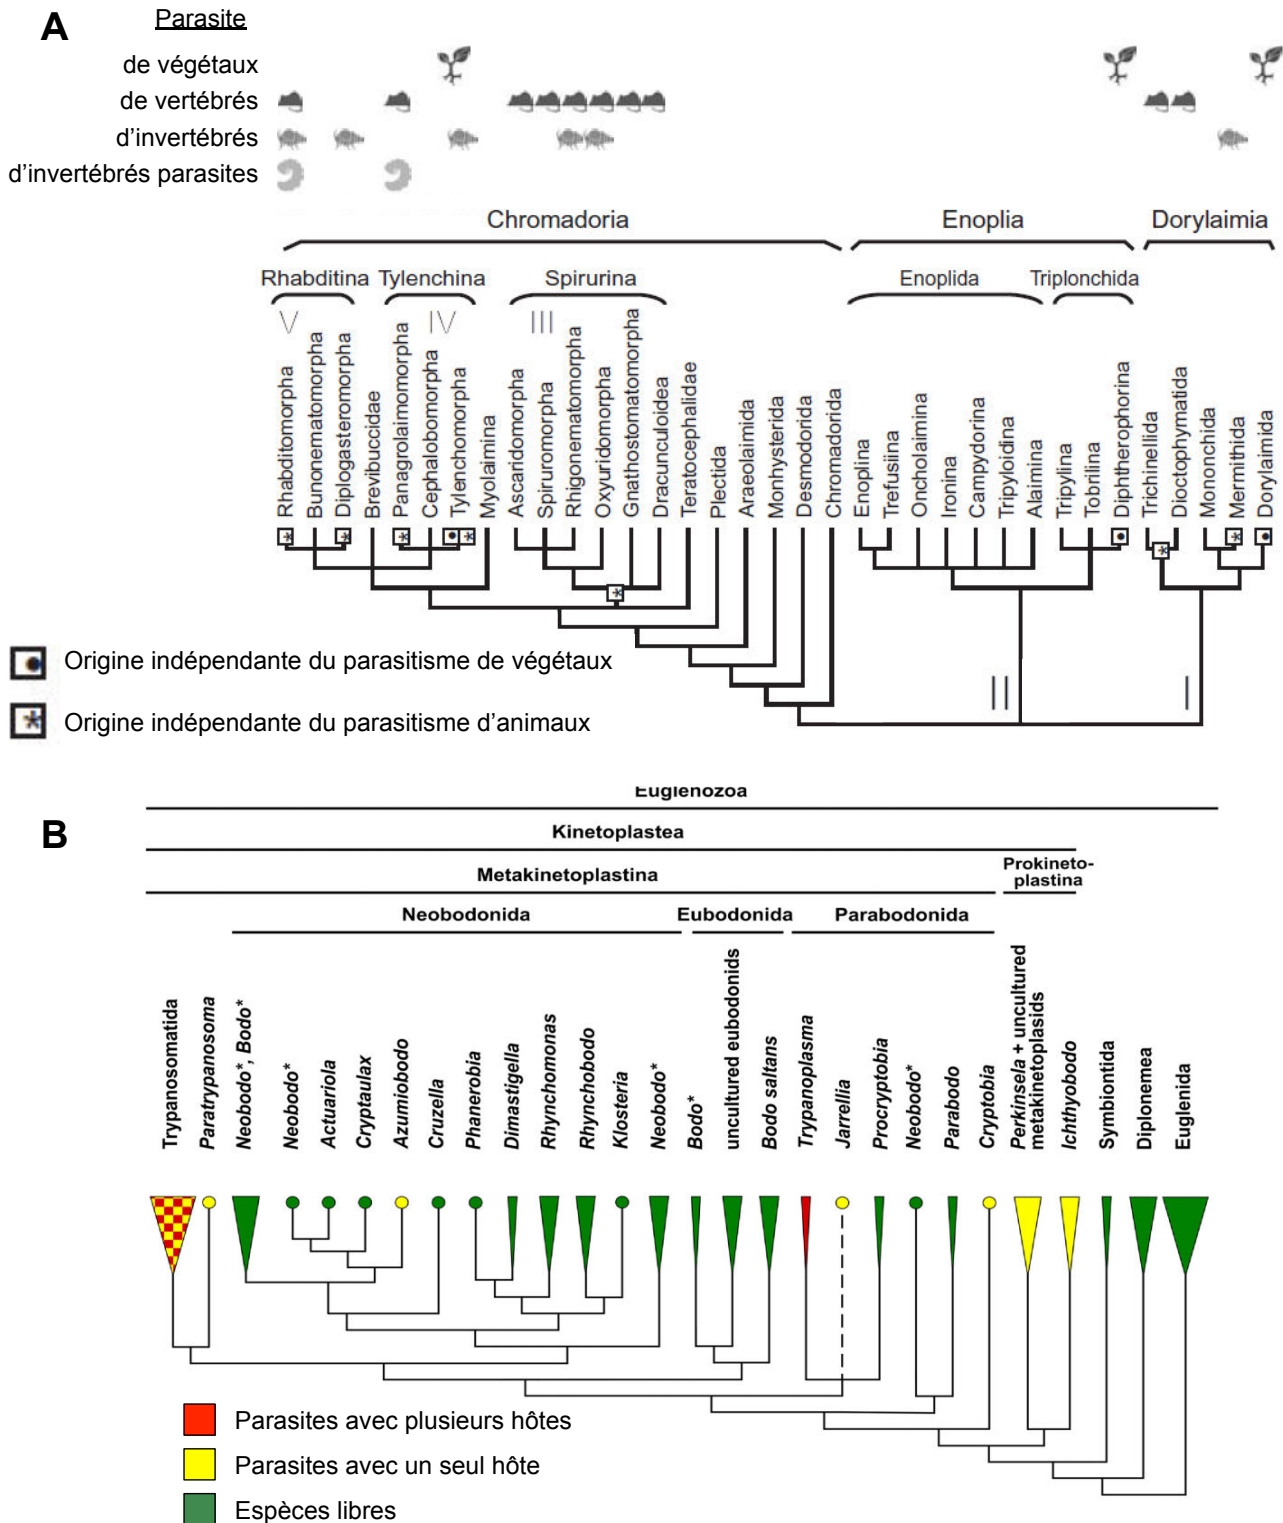 A
Parasite
de végétaux
de vertébrés
d’invertébrés
d’invertébrés parasites
Chromadoria
Enoplia
Dorylaimia
Rhabditina
Tylenchina
Spirurina
Enoplida
Triplonchida
V
IV
III
Rhabditomorpha
Bunonematomorpha
Diplogasteromorpha
Brevibuccidae
Panagrolaimomorpha
Cephalobomorpha
Tylenchomorpha
Myolaimina
Ascaridomorpha
Spiruromorpha
Rhigonematomorpha
Oxyuridomorpha
Gnathostomatomorpha
Dracunculoidea
Teratocephalidae
Plectida
Araeolaimida
Monhysterida
Desmodorida
Chromadorida
Enoplina
Trefusiina
Oncholaimina
Ironina
Campydorina
Tripyloidina
Alaimina
Tripylina
Tobrilina
Diphtherophorina
Trichinellida
Dioctophymatida
Mononchida
Mermithida
Dorylaimida
II
I
Origine indépendante du parasitisme de végétaux
Origine indépendante du parasitisme d’animaux
B
Euglenozoa
Kinetoplastea
Metakinetoplastina
Prokineto-
plastina
Neobodonida
Eubodonida
Parabodonida
Trypanosomatida
Paratrypanosoma
Neobodo*, Bodo*
Neobodo*
Actuariola
Cryptaulax
Azumiobodo
Cruzella
Phanerobia
Dimastigella
Rhynchomonas
Rhynchobodo
Klosteria
Neobodo*
Bodo*
uncultured eubodonids
Bodo saltans
Trypanoplasma
Jarrellia
Procryptobia
Neobodo*
Parabodo
Cryptobia
Perkinsela + uncultured
metakinetoplasids
Ichthyobodo
Symbiontida
Diplonemea
Euglenida
Parasites avec plusieurs hôtes
Parasites avec un seul hôte
Espèces libres